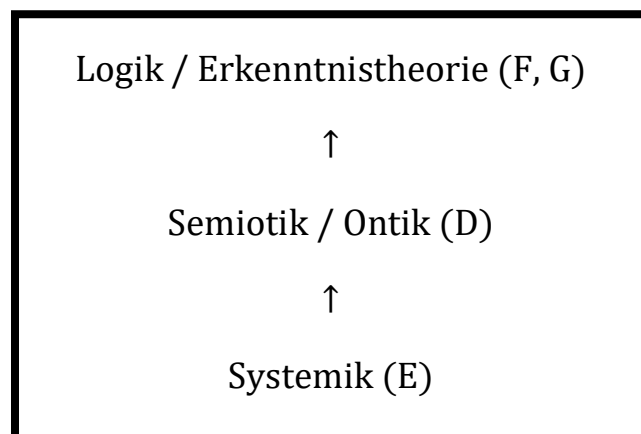 Logik / Erkenntnistheorie (F, G)
↑
Semiotik / Ontik (D)
↑
Systemik (E)